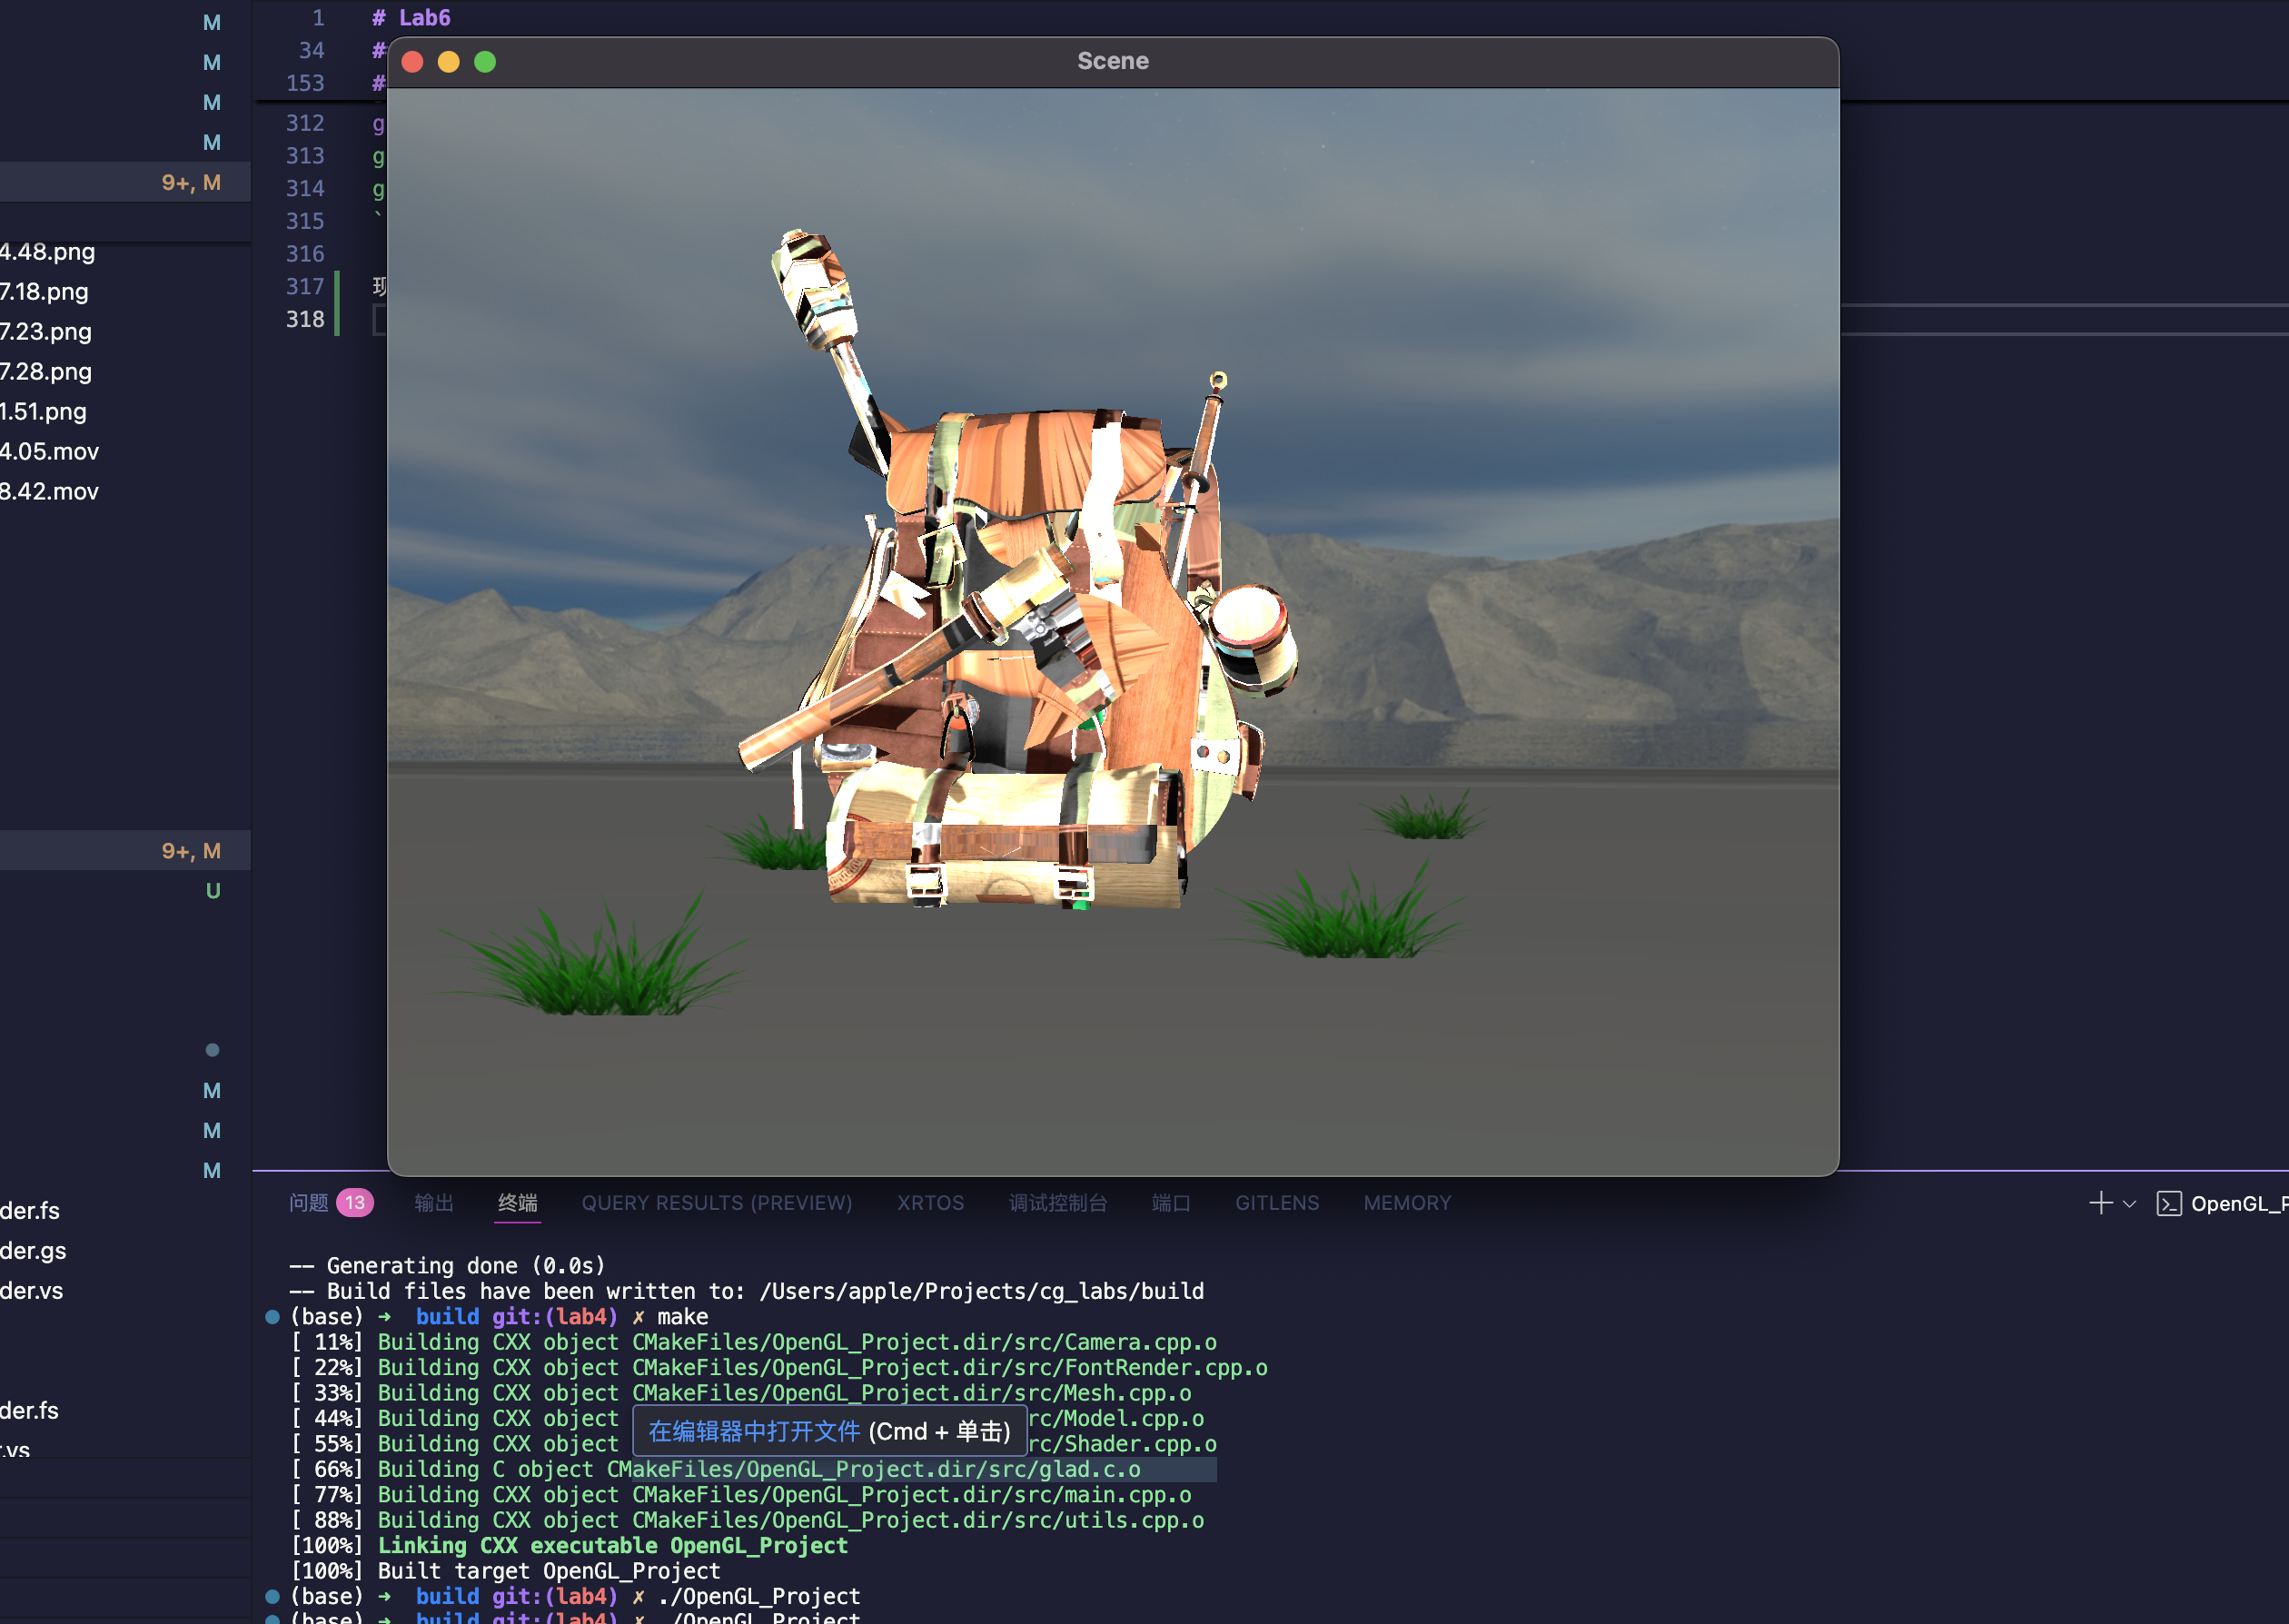 M
1 # Lab6
M
34 #
Scene
M
153 #
M
312 g
313 g
9+, M
314 g
315 `
4.48.png
316
7.18.png
317 现
7.23.png
318
7.28.png
1.51.png
4.05.mov
8.42.mov
9+, M
U
M
M
M
der.fs
der.gs
der.vs
der.fs
.vs
问题 13 输出 终端 QUERY RESULTS (PREVIEW) XRTOS 调试控制台 端口 GITLENS MEMORY
OpenGL_P
-- Generating done (0.0s)
-- Build files have been written to: /Users/apple/Projects/cg_labs/build
(base) ➜ build git:(lab4) ✗ make
[ 11%] Building CXX object CMakeFiles/OpenGL_Project.dir/src/Camera.cpp.o
[ 22%] Building CXX object CMakeFiles/OpenGL_Project.dir/src/FontRender.cpp.o
[ 33%] Building CXX object CMakeFiles/OpenGL_Project.dir/src/Mesh.cpp.o
[ 44%] Building CXX object rc/Model.cpp.o
在编辑器中打开文件 (Cmd + 单击)
[ 55%] Building CXX object rc/Shader.cpp.o
[ 66%] Building C object CMakeFiles/OpenGL_Project.dir/src/glad.c.o
[ 77%] Building CXX object CMakeFiles/OpenGL_Project.dir/src/main.cpp.o
[ 88%] Building CXX object CMakeFiles/OpenGL_Project.dir/src/utils.cpp.o
[100%] Linking CXX executable OpenGL_Project
[100%] Built target OpenGL_Project
(base) ➜ build git:(lab4) ✗ ./OpenGL_Project
(base) ➜ build git:(lab4) ✗ ./OpenGL_Project